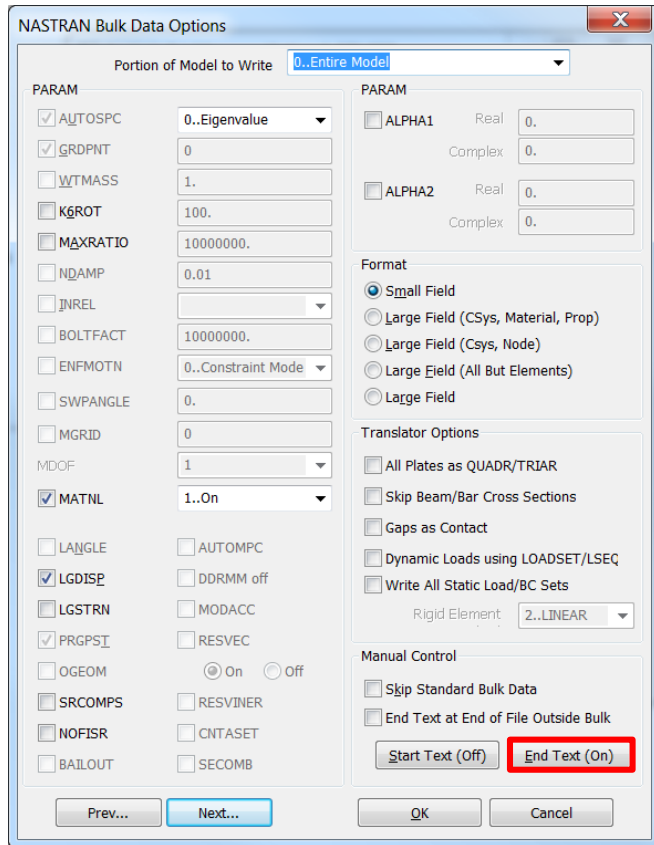 NASTRAN Bulk Data Options
X
Portion of Model to Write 0..Entire Model
PARAM
AUTOSPC 0..Eigenvalue
GRDPNT 0
WTMASS 1.
K6ROT 100.
MAXRATIO 10000000.
NDAMP 0.01
INREL
BOLTFACT 10000000.
ENFMOTN 0..Constraint Mode
SWPANGLE 0.
MGRID 0
MDOF 1
MATNL 1..On
LANGLE AUTOMPC
LGDISP DDRMM off
LGSTRN MODACC
PRGPST RESVEC
OGEOM On Off
SRCOMPS RESVINER
NOFISR CNTASET
BAILOUT SECOMB
PARAM
ALPHA1 Real 0.
Complex 0.
ALPHA2 Real 0.
Complex 0.
Format
Small Field
Large Field (CSys, Material, Prop)
Large Field (Csys, Node)
Large Field (All But Elements)
Large Field
Translator Options
All Plates as QUADR/TRIAR
Skip Beam/Bar Cross Sections
Gaps as Contact
Dynamic Loads using LOADSET/LSEQ
Write All Static Load/BC Sets
Rigid Element 2..LINEAR
Manual Control
Skip Standard Bulk Data
End Text at End of File Outside Bulk
Start Text (Off) End Text (On)
Prev... Next... OK Cancel